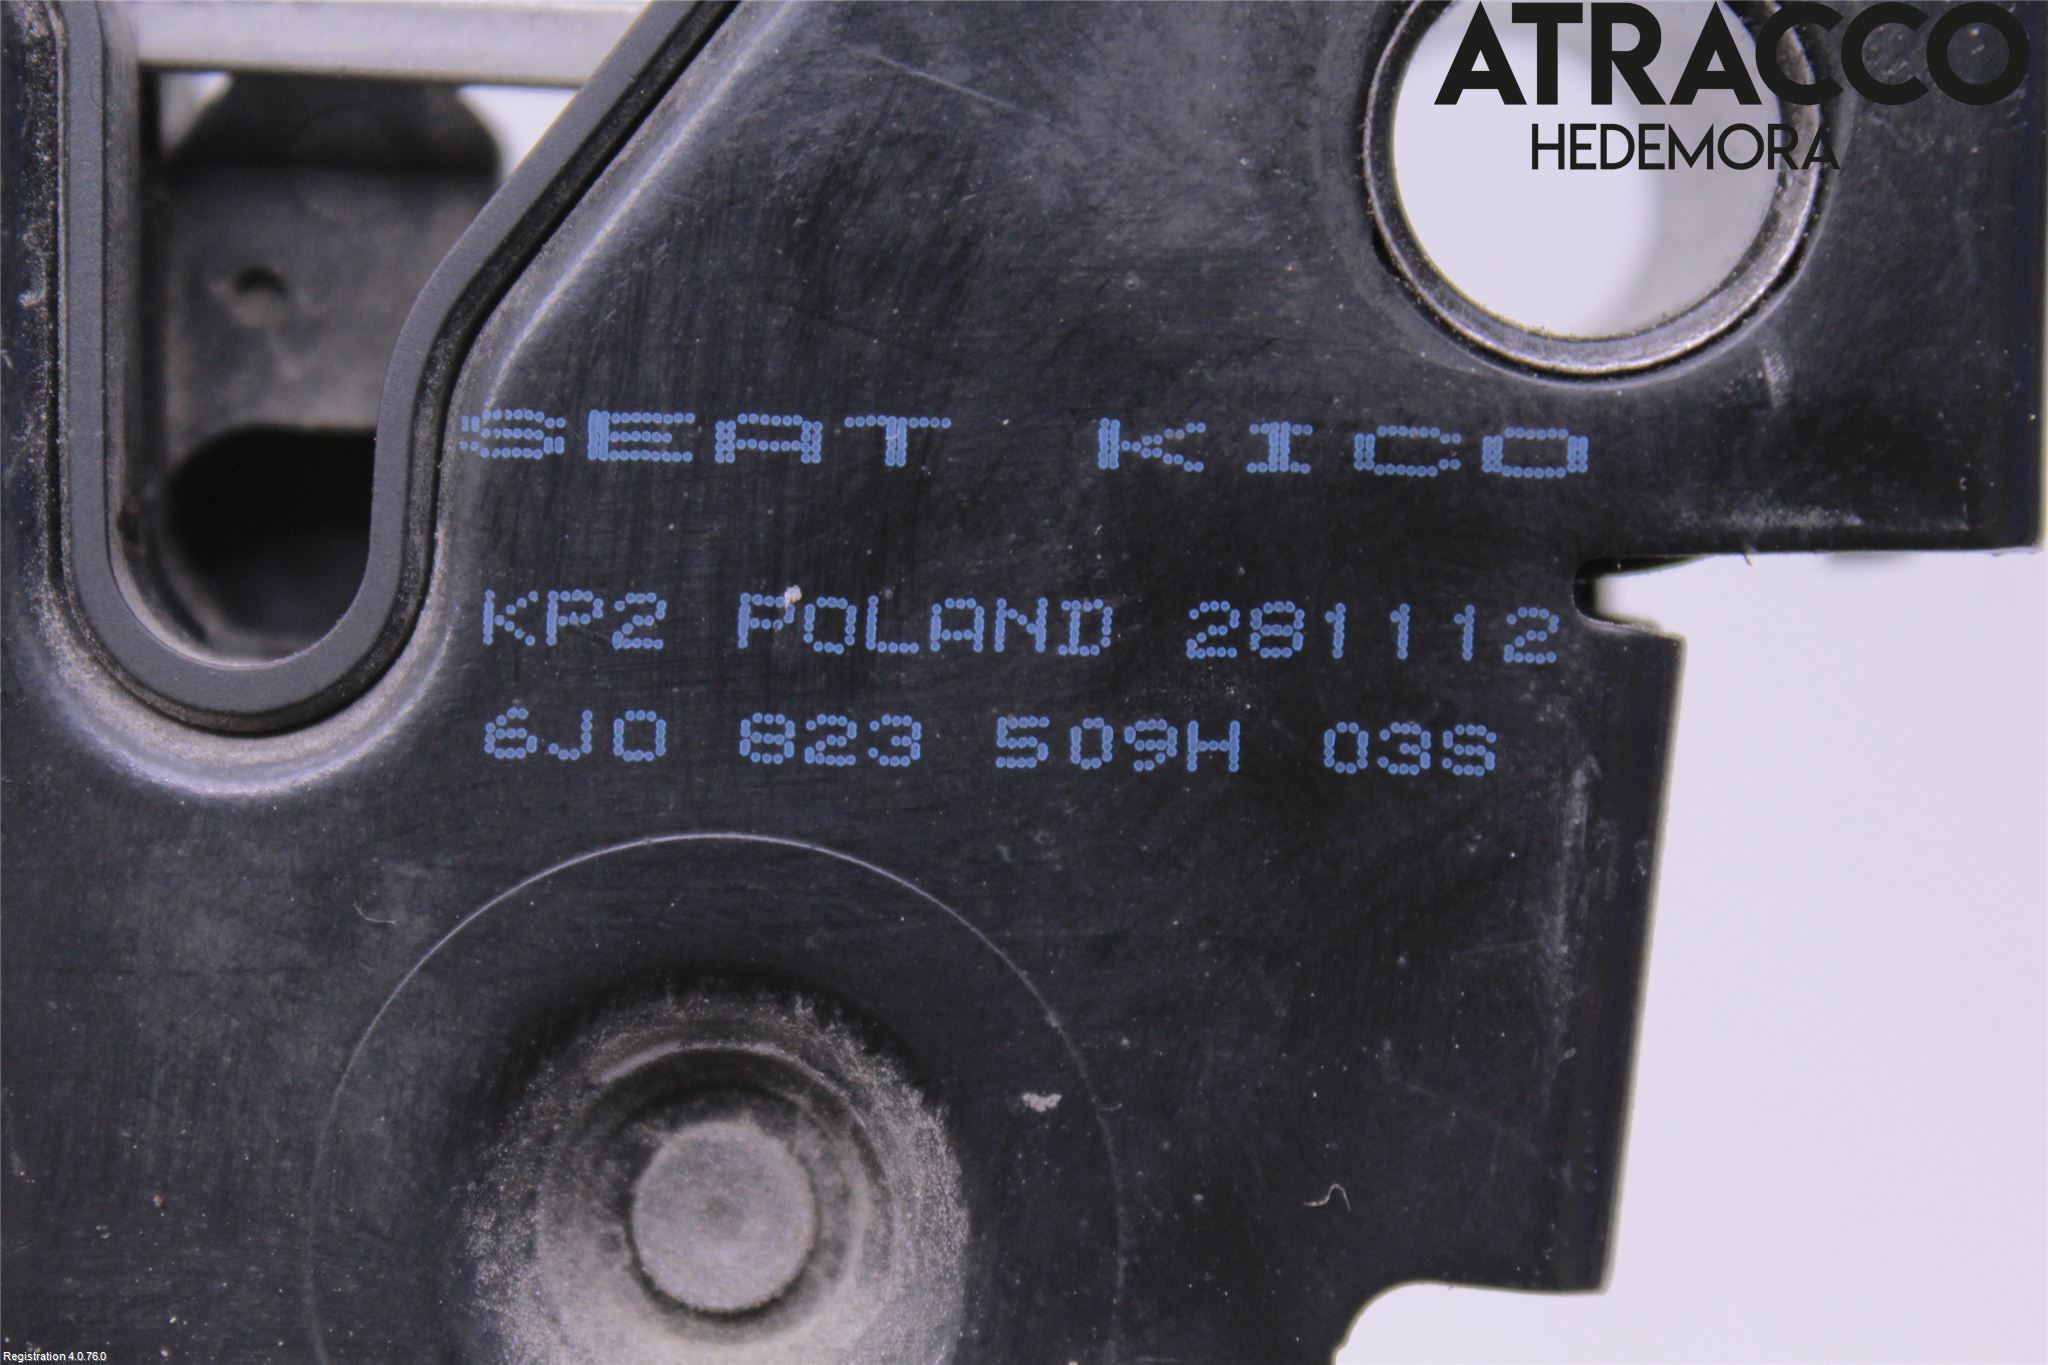 ATRACCO
HEDEMORA
SEAT KICO
KP2 POLAND 281112
6J0 823 509H 03S
Registration 4.0.76.0